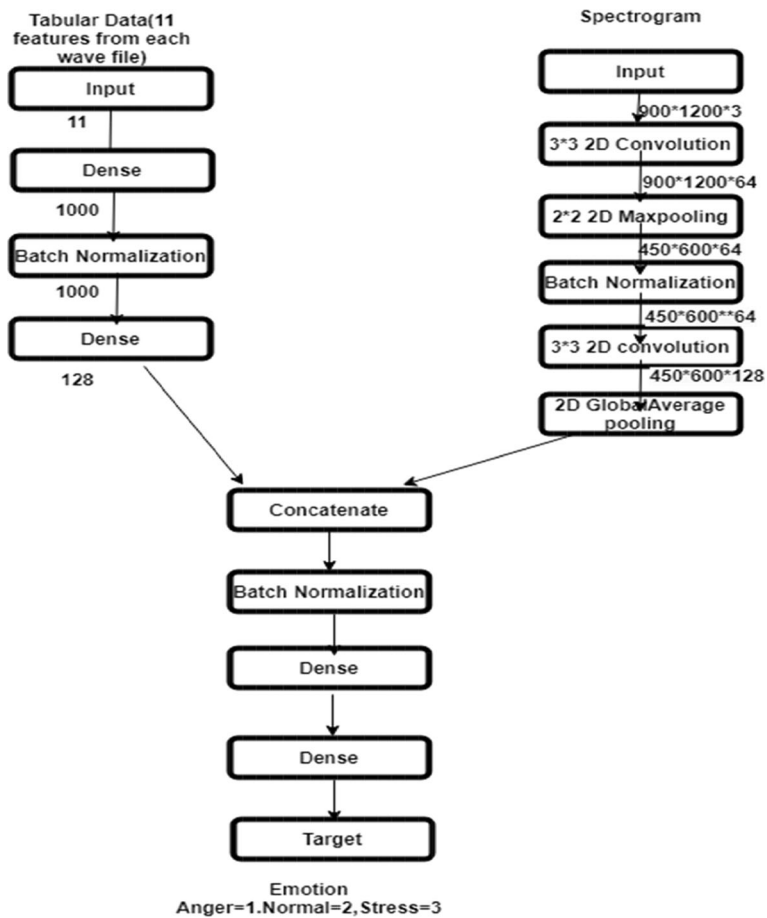 Tabular Data(11
features from each
wave file)
Input
11
Dense
1000
Batch Normalization
1000
Dense
128
Spectrogram
Input
900*1200*3
3*3 2D Convolution
900*1200*64
2*2 2D Maxpooling
450*600*64
Batch Normalization
450*600**64
3*3 2D convolution
450*600*128
2D GlobalAverage
pooling
Concatenate
Batch Normalization
Dense
Dense
Target
Emotion
Anger=1.Normal=2,Stress=3